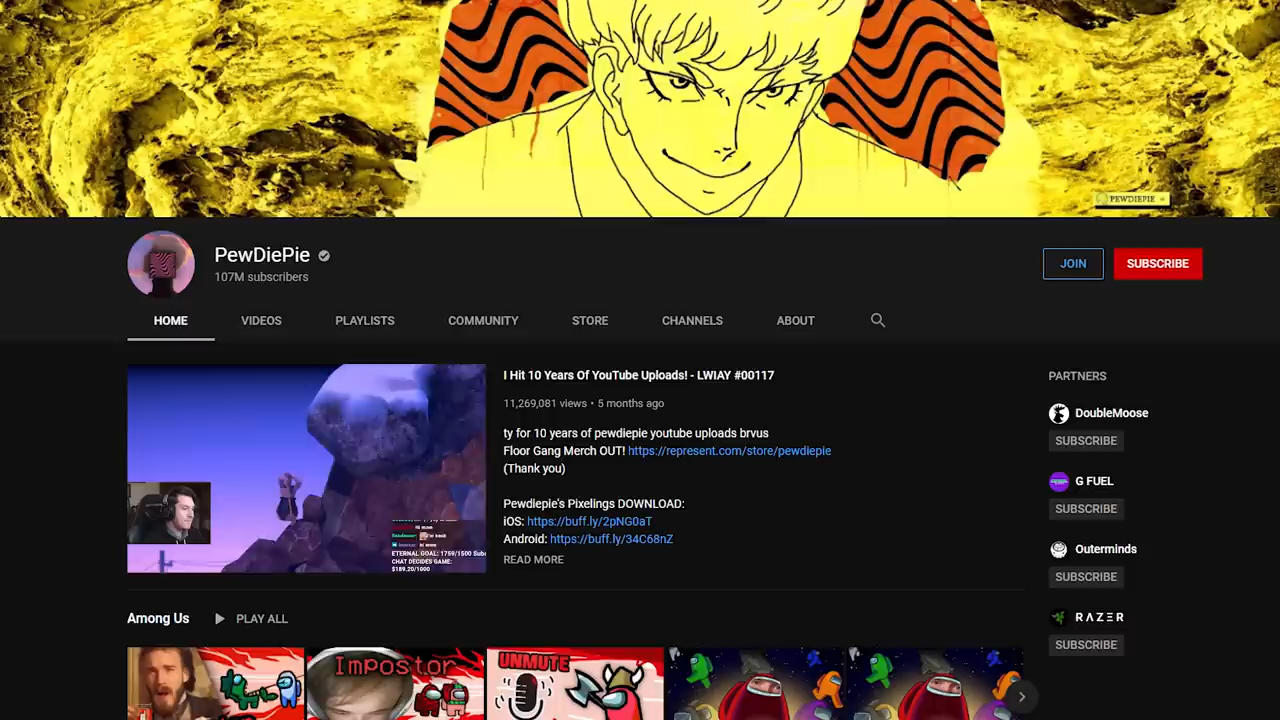 PEWDIEPIE
PewDiePie
107M subscribers
JOIN
SUBSCRIBE
HOME
VIDEOS
PLAYLISTS
COMMUNITY
STORE
CHANNELS
ABOUT
I Hit 10 Years Of YouTube Uploads! - LWIAY #00117
11,269,081 views • 5 months ago
ty for 10 years of pewdiepie youtube uploads brvus
Floor Gang Merch OUT! https://represent.com/store/pewdiepie
(Thank you)
Pewdiepie's Pixelings DOWNLOAD:
iOS: https://buff.ly/2pNG0aT
Android: https://buff.ly/34C68nZ
READ MORE
ETERNAL GOAL: 1759/1500 Subs
CHAT DECIDES GAME:
$189.20/1000
PARTNERS
DoubleMoose
SUBSCRIBE
G FUEL
SUBSCRIBE
Outerminds
SUBSCRIBE
RAZER
SUBSCRIBE
Among Us
PLAY ALL
Impostor
UNMUTE